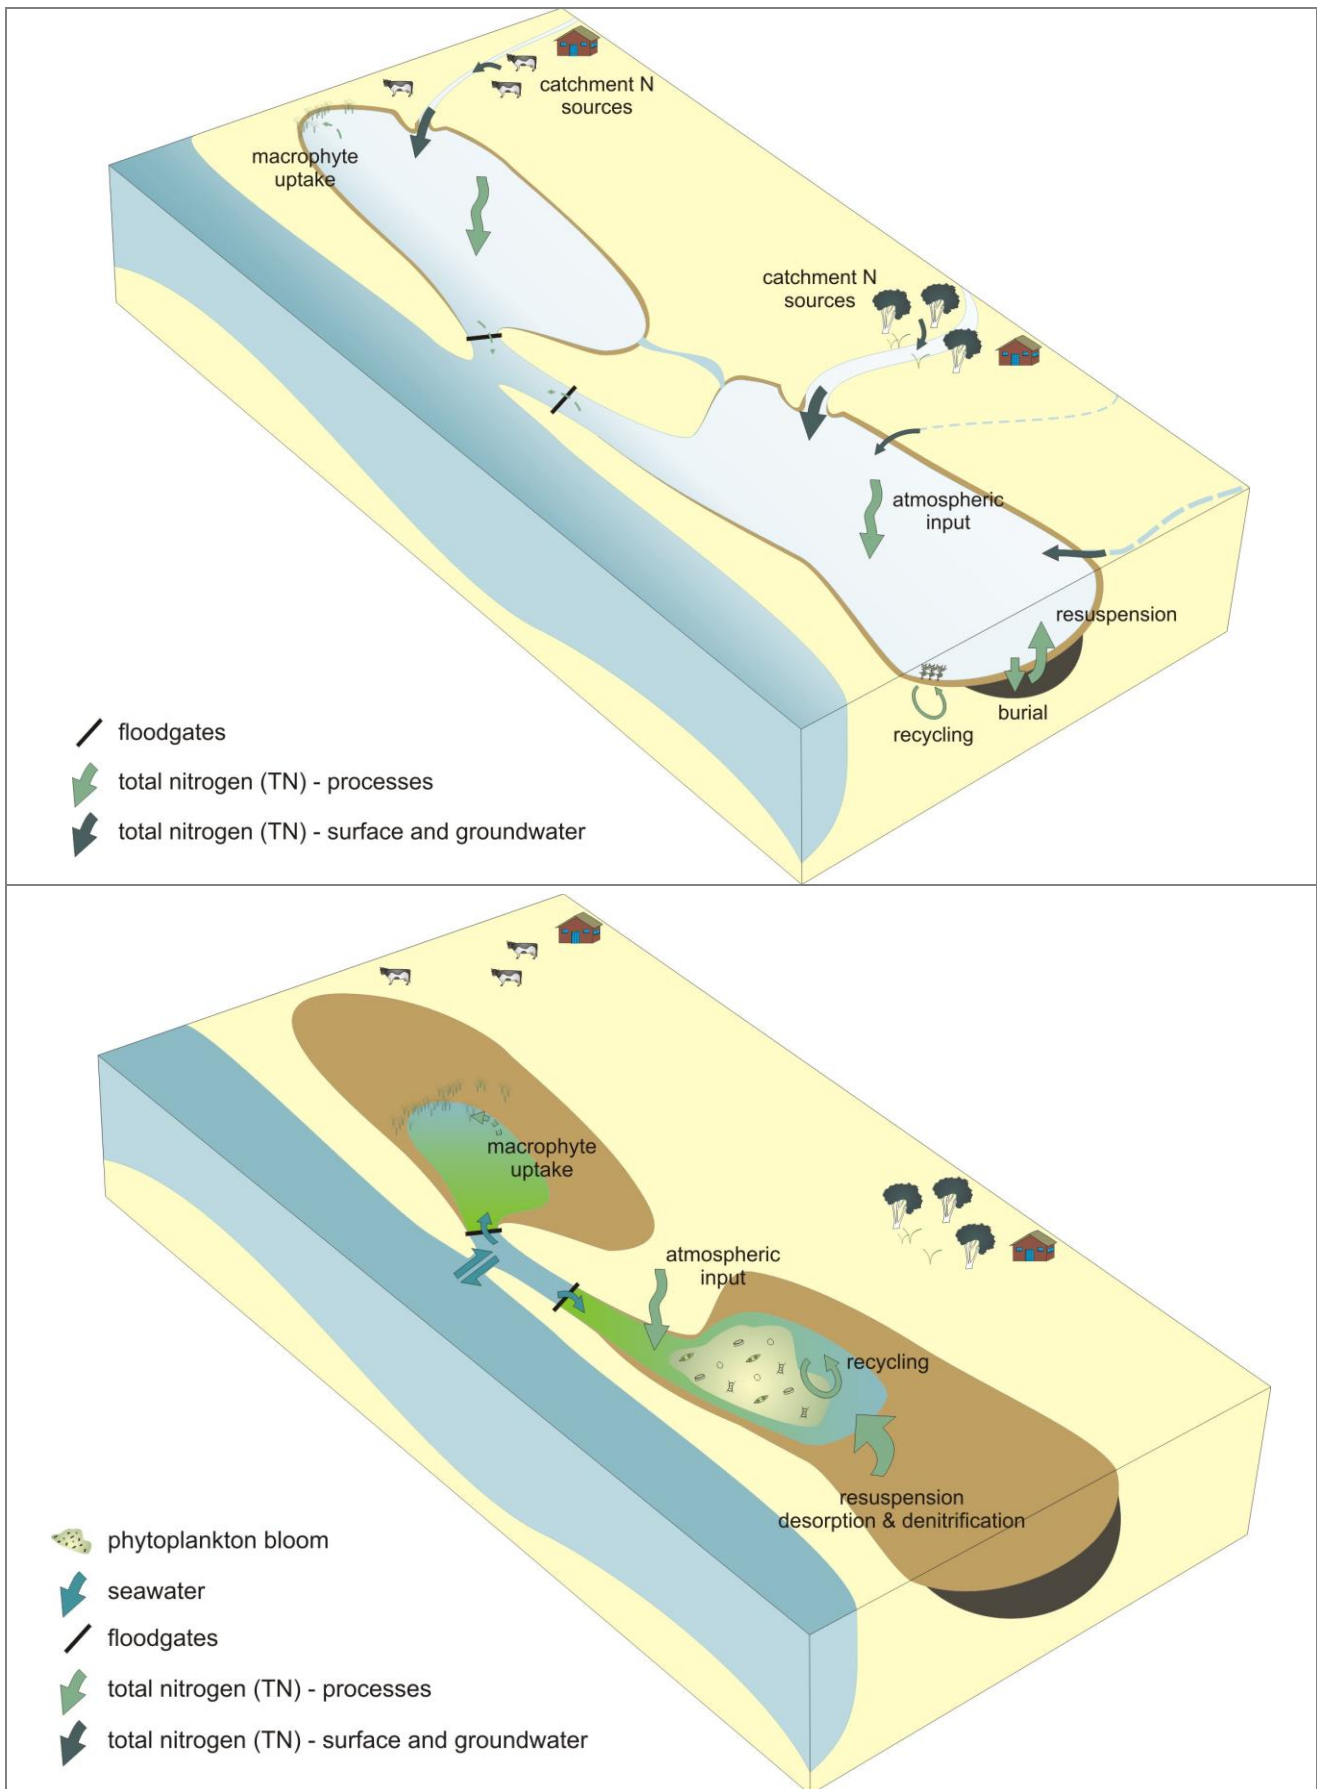 catchment N
sources
macrophyte
uptake
catchment N
sources
atmospheric
input
resuspension
burial
recycling
floodgates
total nitrogen (TN) - processes
total nitrogen (TN) - surface and groundwater
macrophyte
uptake
atmospheric
input
recycling
resuspension
desorption & denitrification
phytoplankton bloom
seawater
floodgates
total nitrogen (TN) - processes
total nitrogen (TN) - surface and groundwater